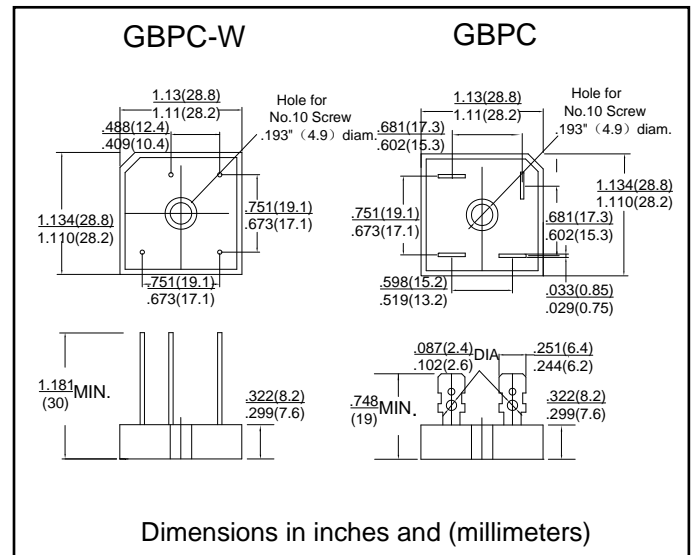 GBPC-W
1.13(28.8)
1.11(28.2)
.488(12.4)
.409(10.4)
Hole for
No.10 Screw
.193"（4.9）diam.
.751(19.1)
.673(17.1)
1.134(28.8)
1.110(28.2)
.751(19.1)
.673(17.1)
1.181 MIN.
(30)
.322(8.2)
.299(7.6)
GBPC
1.13(28.8)
1.11(28.2)
.681(17.3)
.602(15.3)
Hole for
No.10 Screw
.193"（4.9）diam.
.751(19.1)
.673(17.1)
1.134(28.8)
1.110(28.2)
.681(17.3)
.602(15.3)
.598(15.2)
.519(13.2)
.033(0.85)
.029(0.75)
.087(2.4) DIA
.102(2.6)
.251(6.4)
.244(6.2)
.748 MIN.
(19)
.322(8.2)
.299(7.6)
Dimensions in inches and (millimeters)